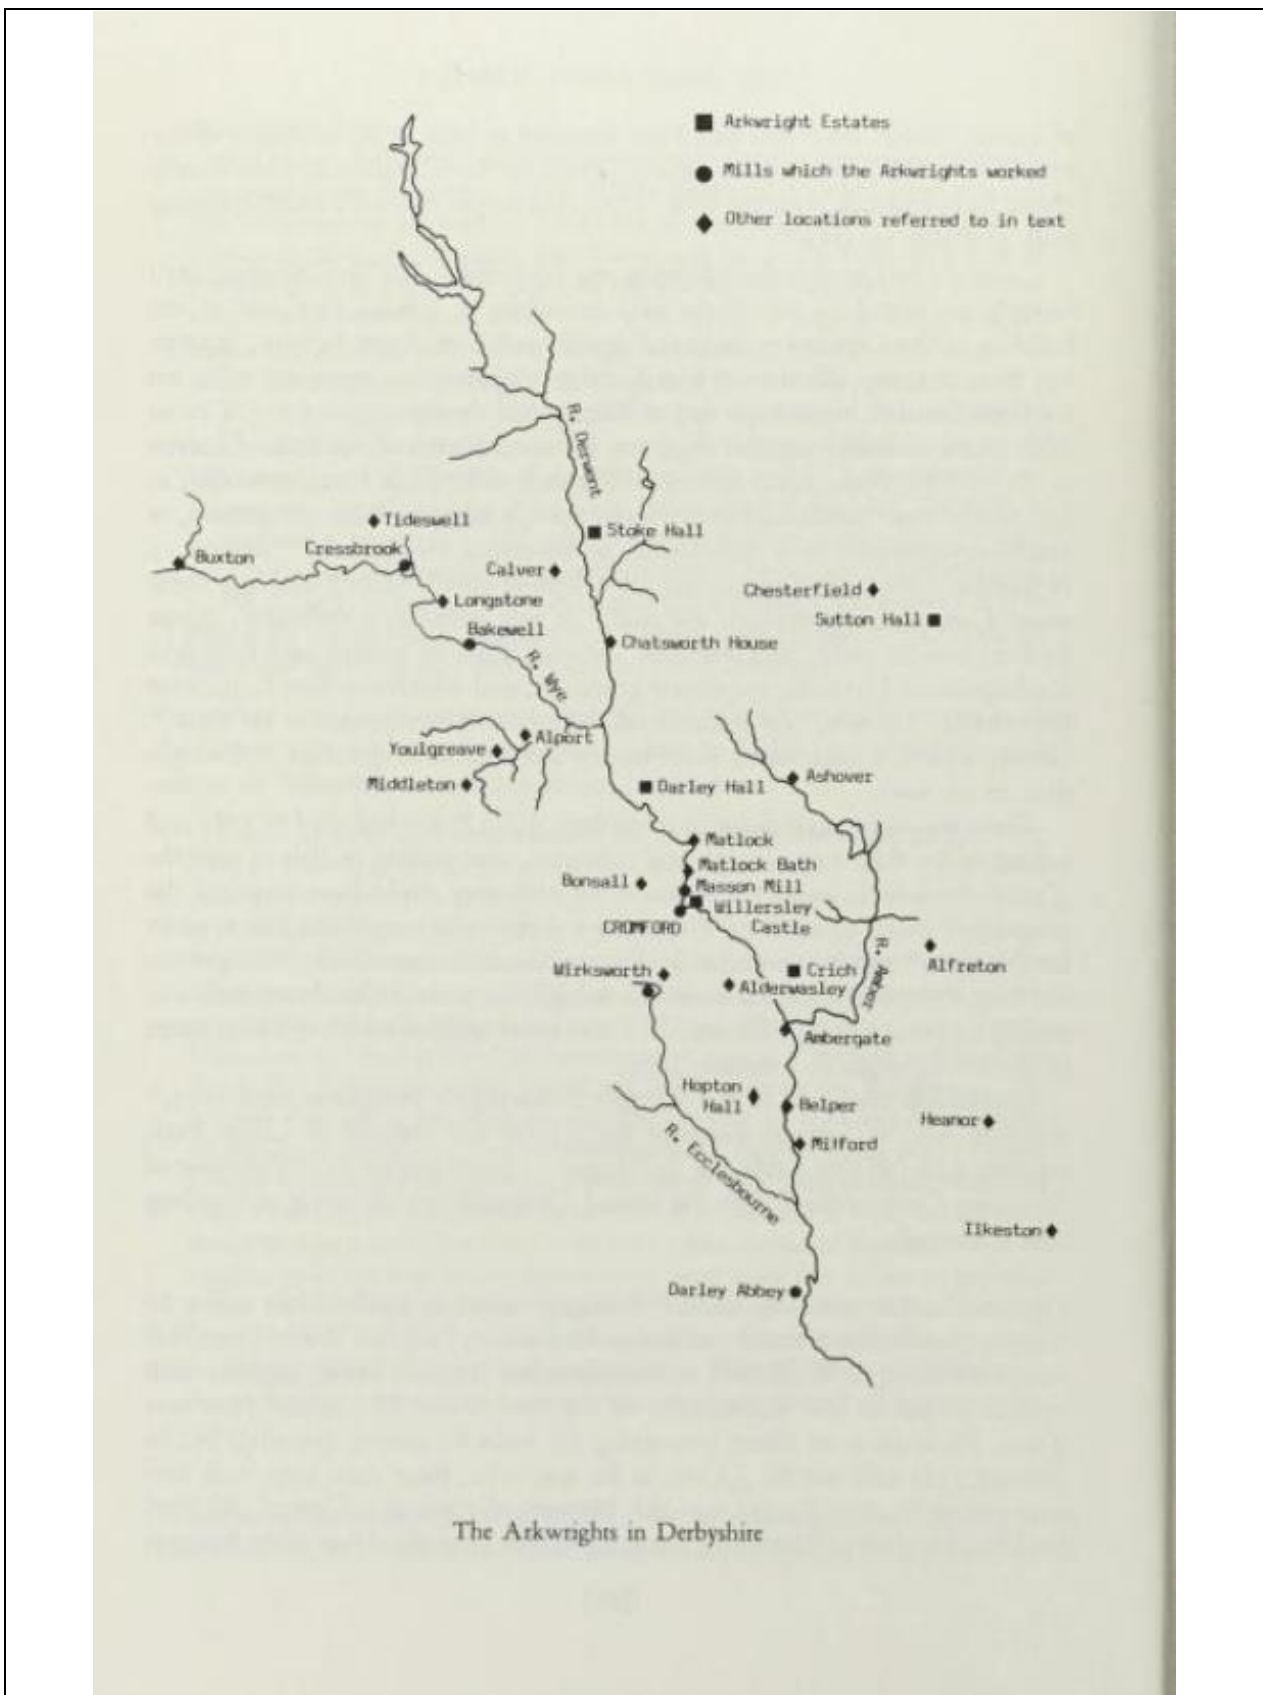 Arkwright Estates
Mills which the Arkwrights worked
Other locations referred to in text
R. Derwent
Tideswell
Stoke Hall
Cressbrook
Buxton
Calver
Chesterfield
Longstone
Sutton Hall
Bakewell
Chatsworth House
R. Wye
Alport
Youlgreave
Ashover
Middleton
Darley Hall
Matlock
Matlock Bath
Bonsall
Masson Mill
Willersley
Castle
CROMFORD
R. Amber
Alfreton
Wirksworth
Crich
Alderwasley
Ambergate
Hopton
Hall
Belper
Heanor
Milford
R. Ecclesbourne
Ilkeston
Darley Abbey
The Arkwrights in Derbyshire